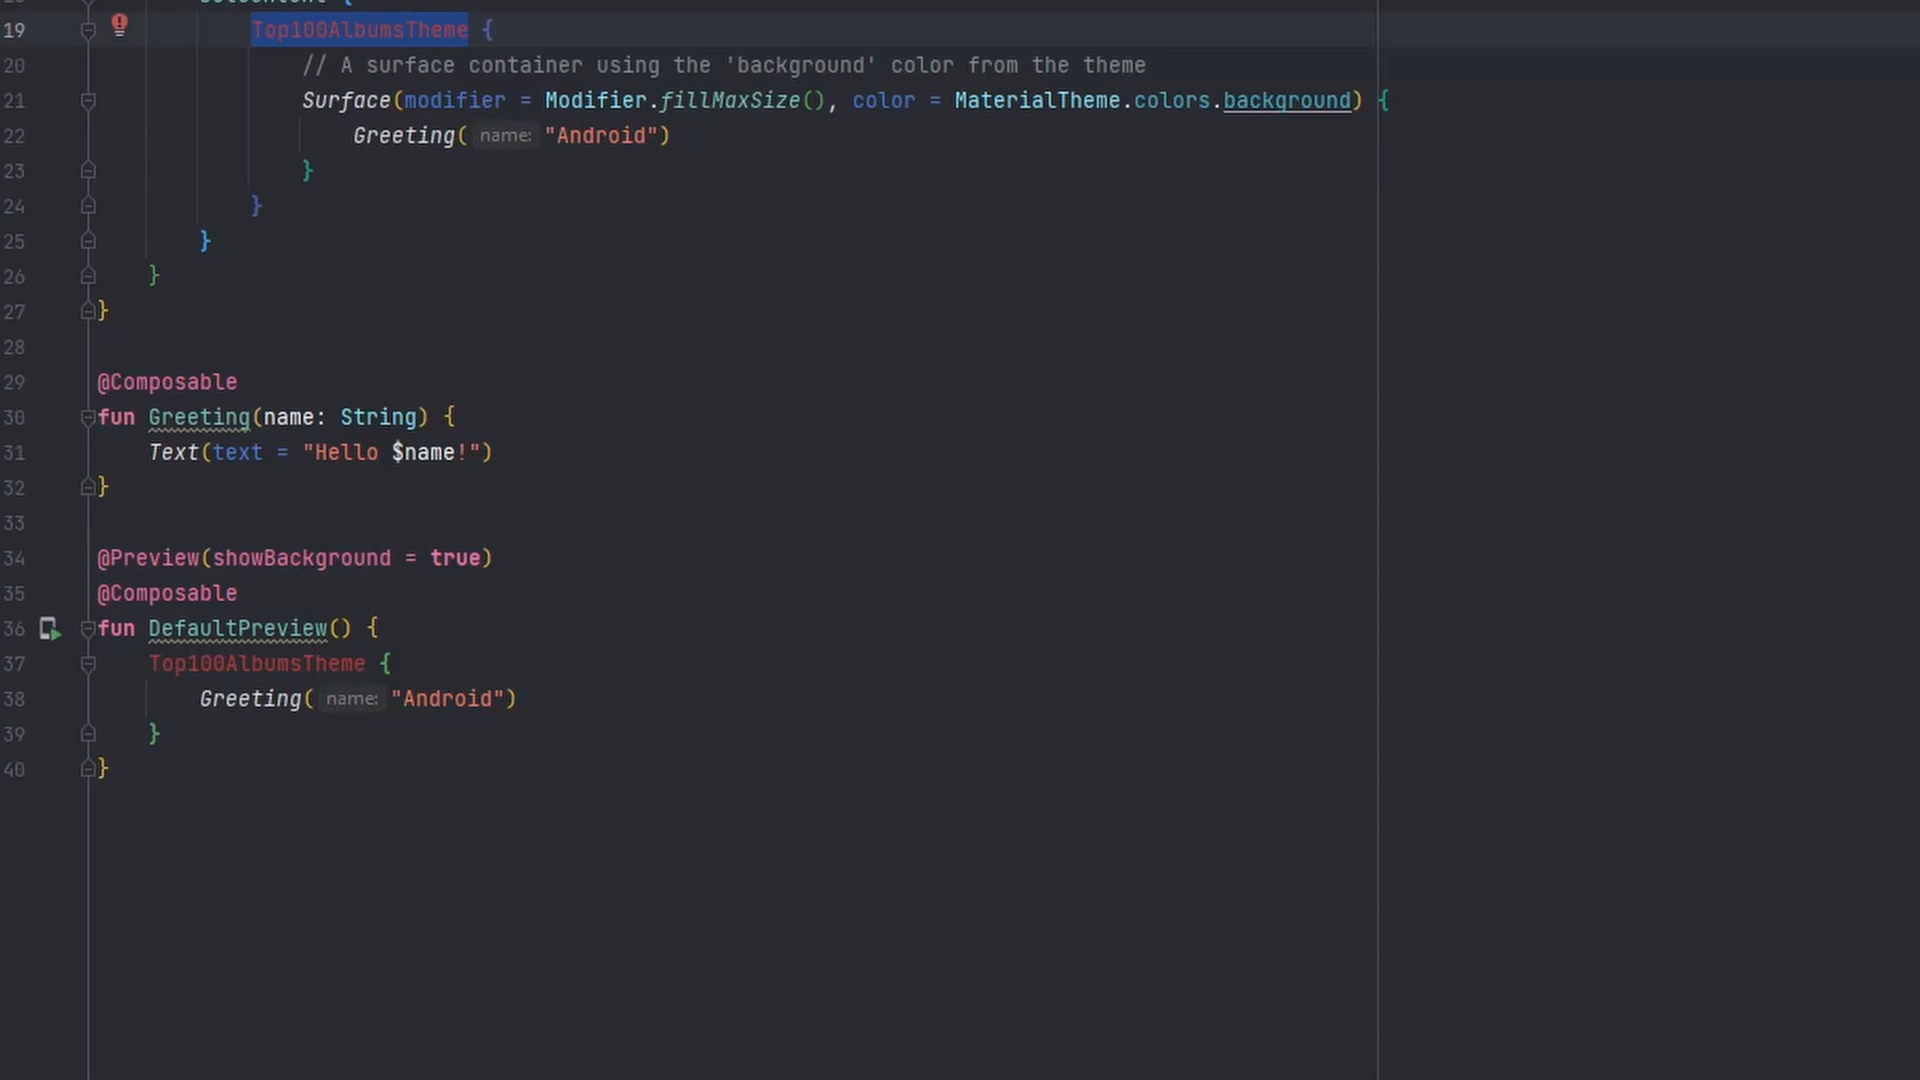 19 Top100AlbumsTheme {
20 // A surface container using the 'background' color from the theme
21 Surface(modifier = Modifier.fillMaxSize(), color = MaterialTheme.colors.background) {
22 Greeting( name: "Android")
23 }
24 }
25 }
26 }
27 }
28
29 @Composable
30 fun Greeting(name: String) {
31 Text(text = "Hello $name!")
32 }
33
34 @Preview(showBackground = true)
35 @Composable
36 fun DefaultPreview() {
37 Top100AlbumsTheme {
38 Greeting( name: "Android")
39 }
40 }